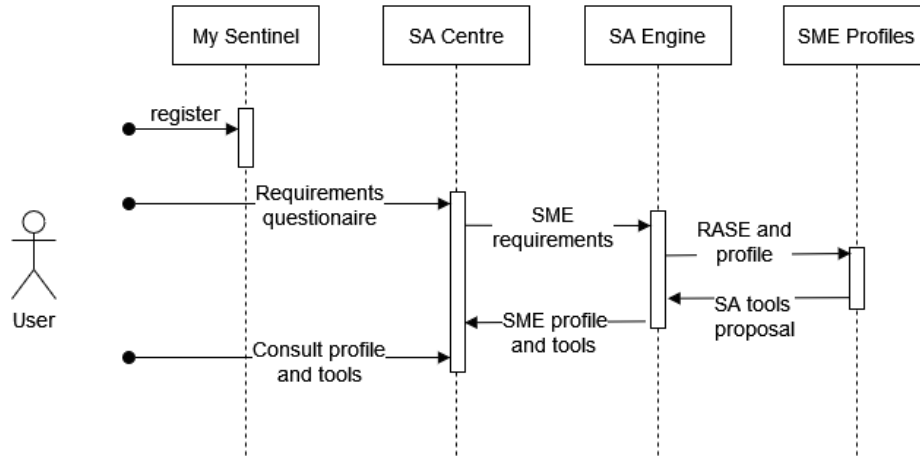 My Sentinel
SA Centre
SA Engine
SME Profiles
register
Requirements
questionaire
SME
requirements
RASE and
profile
User
SA tools
proposal
SME profile
and tools
Consult profile
and tools